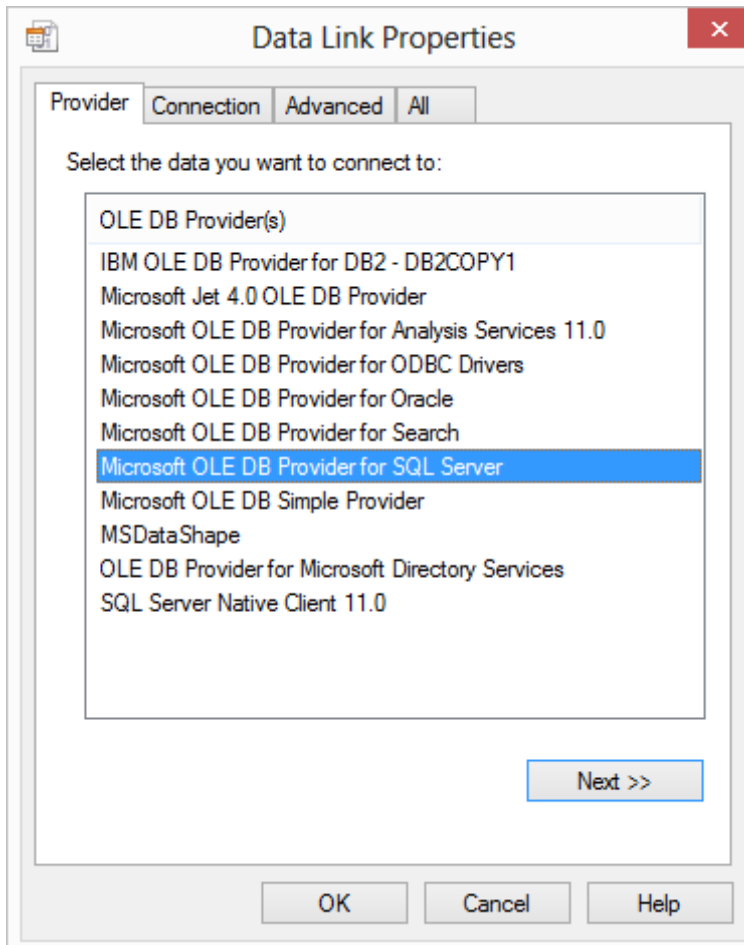 Data Link Properties
Provider Connection Advanced All
Select the data you want to connect to:
OLE DB Provider(s)
IBM OLE DB Provider for DB2 - DB2COPY1
Microsoft Jet 4.0 OLE DB Provider
Microsoft OLE DB Provider for Analysis Services 11.0
Microsoft OLE DB Provider for ODBC Drivers
Microsoft OLE DB Provider for Oracle
Microsoft OLE DB Provider for Search
Microsoft OLE DB Provider for SQL Server
Microsoft OLE DB Simple Provider
MSDataShape
OLE DB Provider for Microsoft Directory Services
SQL Server Native Client 11.0
Next >>
OK Cancel Help